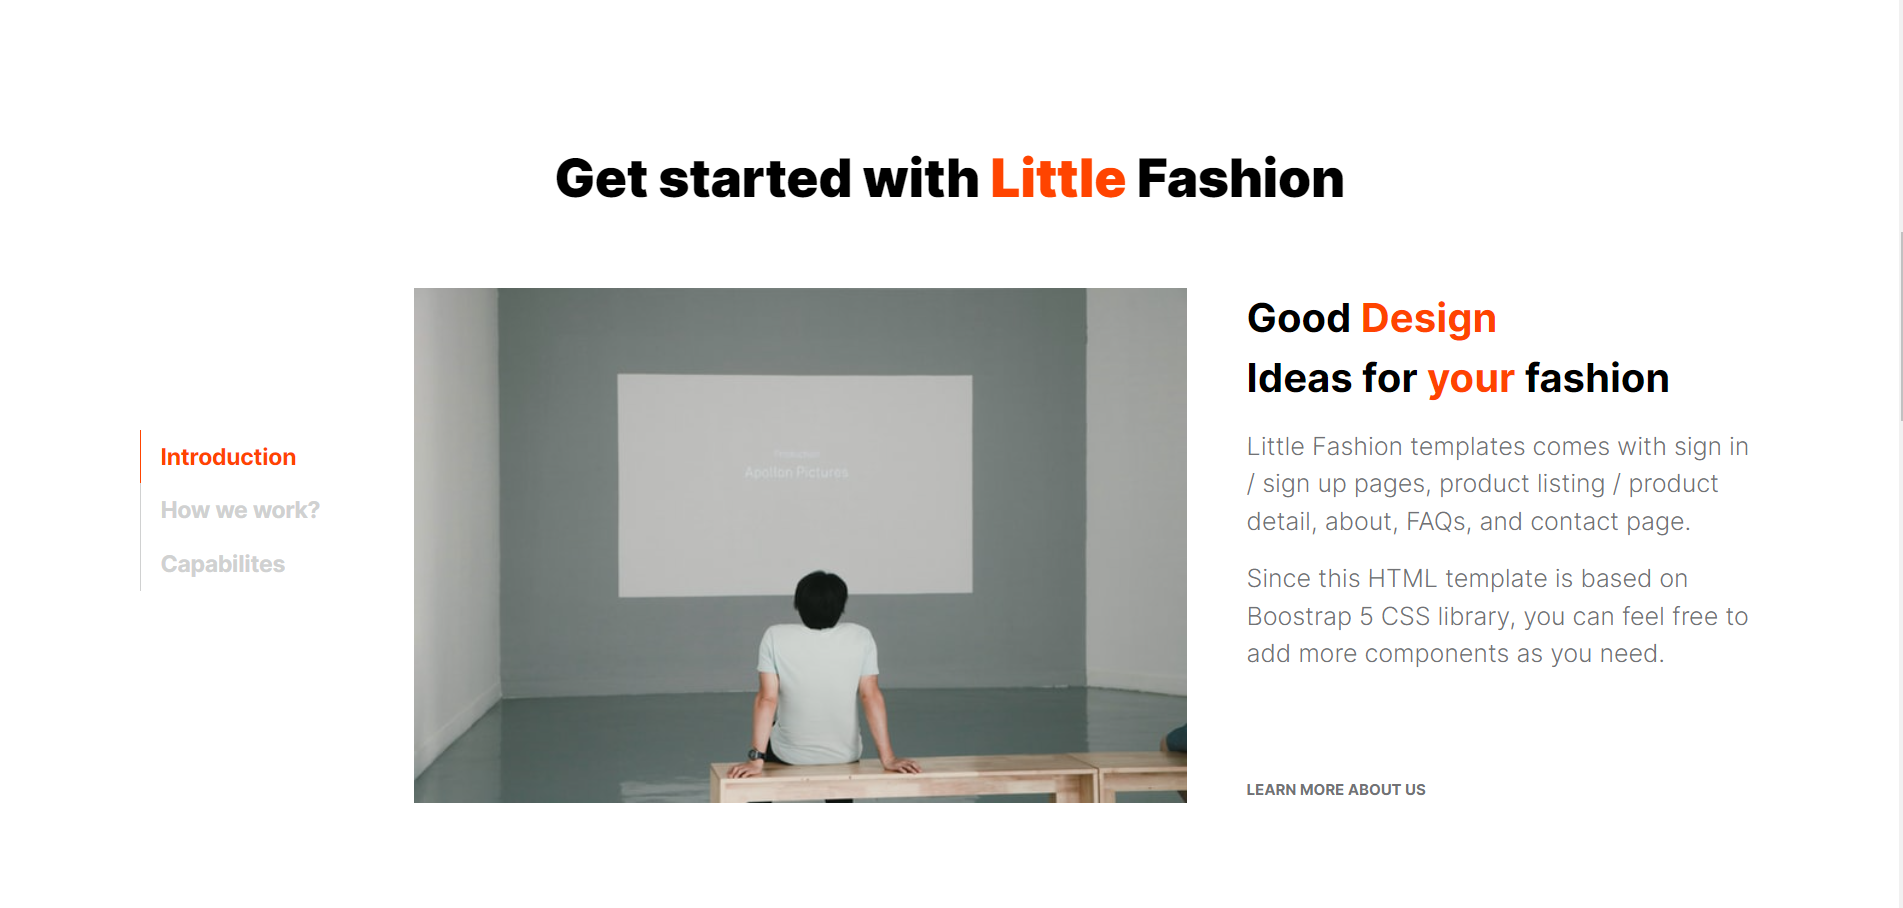 Get started with Little Fashion
Introduction
How we work?
Capabilites
Apollon Pictures
Good Design
Ideas for your fashion
Little Fashion templates comes with sign in
/ sign up pages, product listing / product
detail, about, FAQs, and contact page.
Since this HTML template is based on
Boostrap 5 CSS library, you can feel free to
add more components as you need.
LEARN MORE ABOUT US